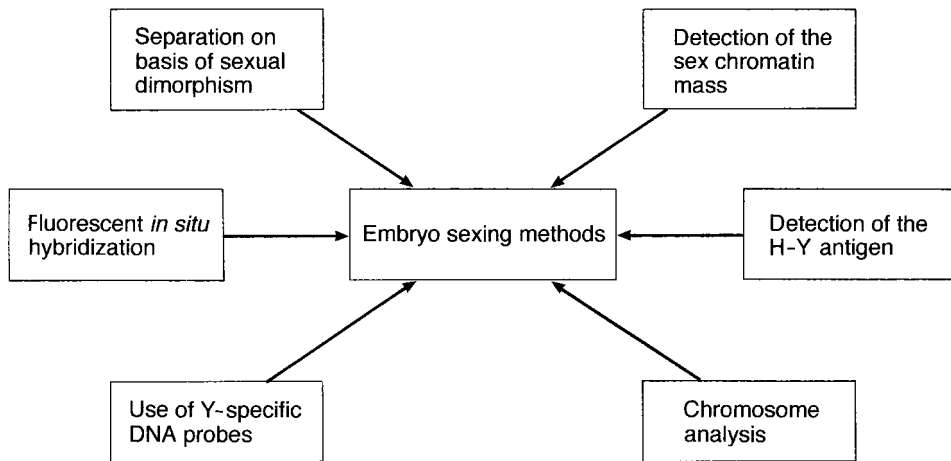 Separation on
basis of sexual
dimorphism
Detection of the
sex chromatin
mass
Fluorescent in situ
hybridization
Embryo sexing methods
Detection of the
H-Y antigen
Use of Y-specific
DNA probes
Chromosome
analysis